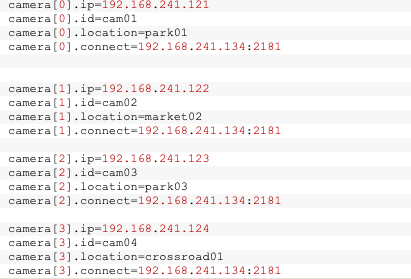 camera[0].ip=192.168.241.121
camera[0].id=cam01
camera[0].location=park01
camera[0].connect=192.168.241.134:2181
camera[1].ip=192.168.241.122
camera[1].id=cam02
camera[1].location=market02
camera[1].connect=192.168.241.134:2181
camera[2].ip=192.168.241.123
camera[2].id=cam03
camera[2].location=park03
camera[2].connect=192.168.241.134:2181
camera[3].ip=192.168.241.124
camera[3].id=cam04
camera[3].location=crossroad01
camera[3].connect=192.168.241.134:2181